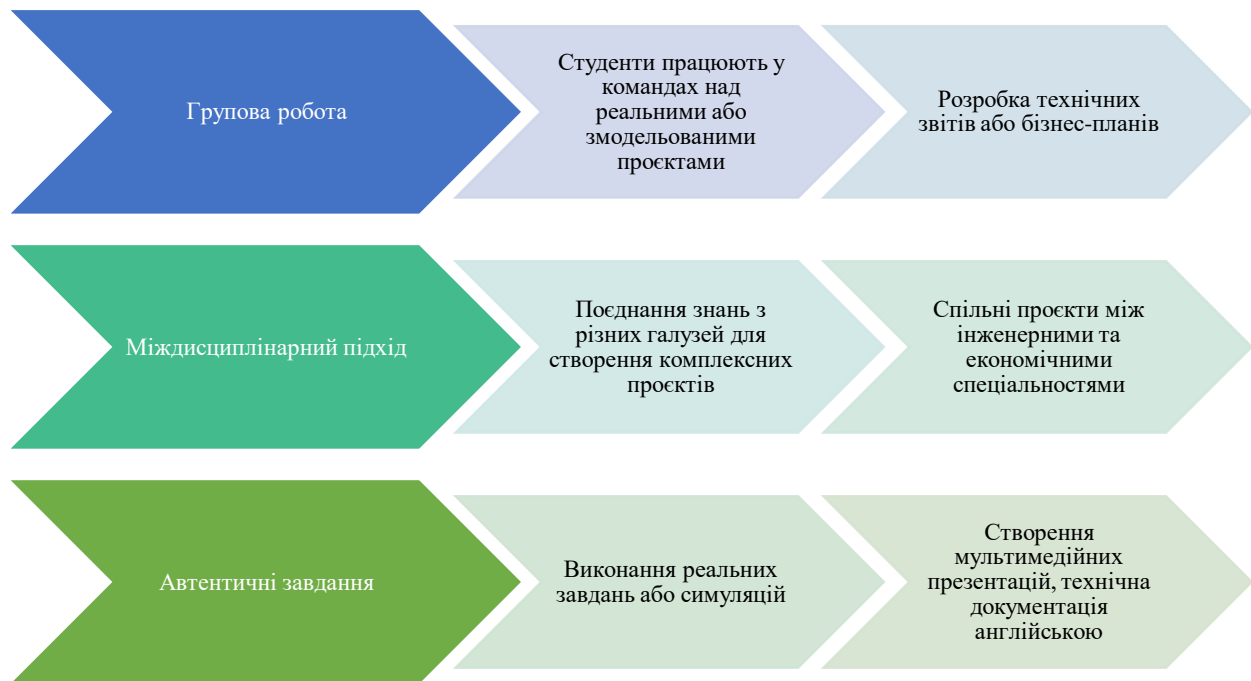 Групова робота
Студенти працюють у
командах над
реальними або
змодельованими
проєктами
Розробка технічних
звітів або бізнес-планів
Міждисциплінарний підхід
Поєднання знань з
різних галузей для
створення комплексних
проєктів
Спільні проєкти між
інженерними та
економічними
спеціальностями
Автентичні завдання
Виконання реальних
завдань або симуляцій
Створення
мультимедійних
презентацій, технічна
документація
англійською